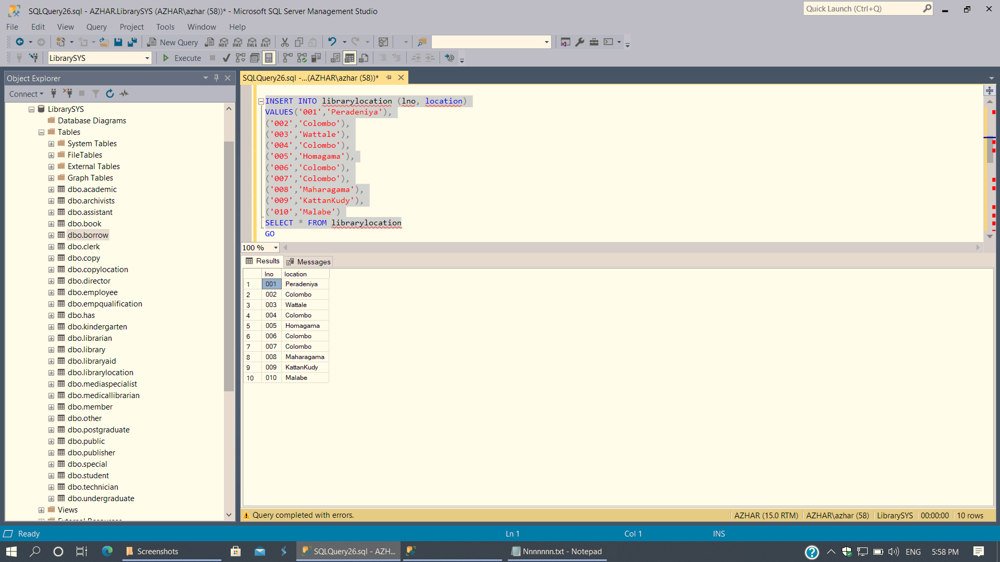 SQLQuery26.sql - AZHAR.LibrarySYS (AZHAR\azhar (58))* - Microsoft SQL Server Management Studio
Quick Launch (Ctrl+Q)
File Edit View Query Project Tools Window Help
New Query MDX DMX XMLA DAX
LibrarySYS Execute
Object Explorer
Connect
LibrarySYS
Database Diagrams
Tables
System Tables
FileTables
External Tables
Graph Tables
dbo.academic
dbo.archivists
dbo.assistant
dbo.book
dbo.borrow
dbo.clerk
dbo.copy
dbo.copylocation
dbo.director
dbo.employee
dbo.empqualification
dbo.has
dbo.kindergarten
dbo.librarian
dbo.library
dbo.libraryaid
dbo.librarylocation
dbo.mediaspecialist
dbo.medicallibrarian
dbo.member
dbo.other
dbo.postgraduate
dbo.public
dbo.publisher
dbo.special
dbo.student
dbo.technician
dbo.undergraduate
Views
External Resources
SQLQuery26.sql -...(AZHAR\azhar (58))*
INSERT INTO librarylocation (lno, location)
VALUES('001','Peradeniya'),
('002','Colombo'),
('003','Wattale'),
('004','Colombo'),
('005','Homagama'),
('006','Colombo'),
('007','Colombo'),
('008','Maharagama'),
('009','KattanKudy'),
('010','Malabe')
SELECT * FROM librarylocation
GO
100 %
Results Messages
lno location
1 001 Peradeniya
2 002 Colombo
3 003 Wattale
4 004 Colombo
5 005 Homagama
6 006 Colombo
7 007 Colombo
8 008 Maharagama
9 009 KattanKudy
10 010 Malabe
Query completed with errors. AZHAR (15.0 RTM) AZHAR\azhar (58) LibrarySYS 00:00:00 10 rows
Ready Ln 1 Col 1 INS
Screenshots SQLQuery26.sql - AZH... Nnnnnnn.txt - Notepad ENG 5:58 PM